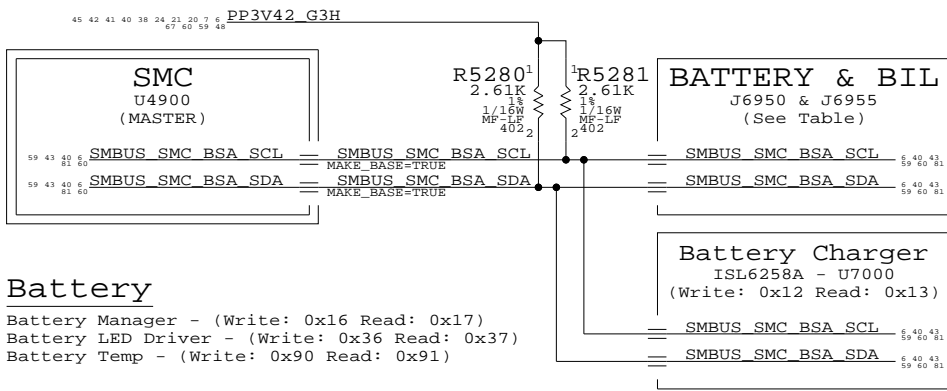 45 42 41 40 38 24 21 20 7 6 PP3V42_G3H
67 60 59 48
SMC
U4900
(MASTER)
R5280
1
2.61K
1%
1/16W
MF-LF
402
2
1
R5281
2.61K
1%
1/16W
MF-LF
402
2
BATTERY & BIL
J6950 & J6955
(See Table)
59 43 40 6 SMBUS_SMC_BSA_SCL
81 60
SMBUS_SMC_BSA_SCL
MAKE_BASE=TRUE
SMBUS_SMC_BSA_SCL 6 40 43
59 60 81
59 43 40 6 SMBUS_SMC_BSA_SDA
81 60
SMBUS_SMC_BSA_SDA
MAKE_BASE=TRUE
SMBUS_SMC_BSA_SDA 6 40 43
59 60 81
Battery Charger
ISL6258A - U7000
(Write: 0x12 Read: 0x13)
SMBUS_SMC_BSA_SCL 6 40 43
59 60 81
SMBUS_SMC_BSA_SDA 6 40 43
59 60 81
Battery
Battery Manager - (Write: 0x16 Read: 0x17)
Battery LED Driver - (Write: 0x36 Read: 0x37)
Battery Temp - (Write: 0x90 Read: 0x91)